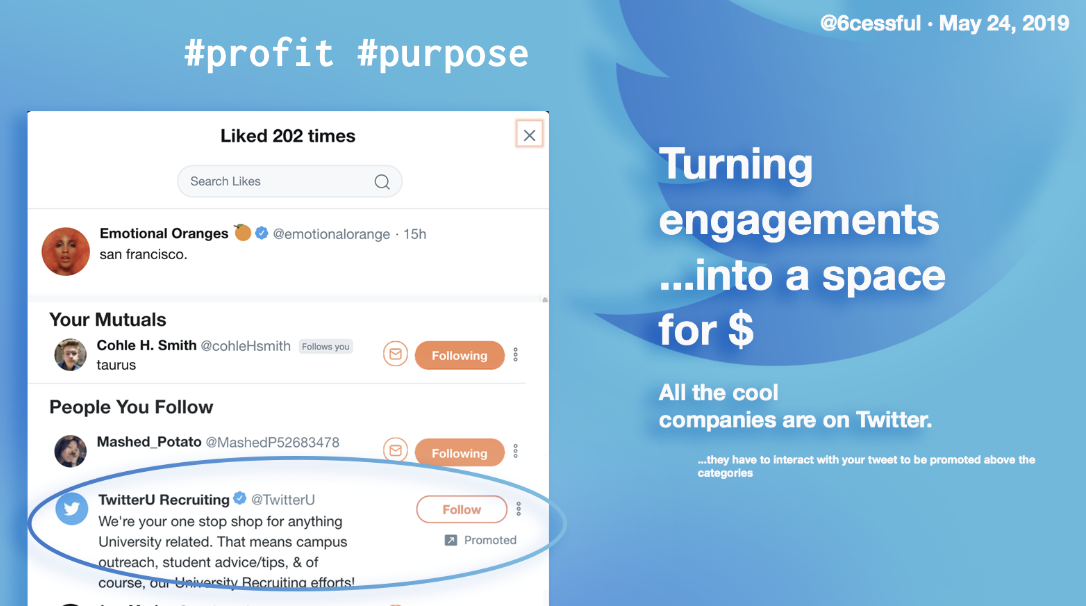 @6cessful · May 24, 2019
#profit #purpose
Liked 202 times
Search Likes
Emotional Oranges 🍊 @emotionalorange · 15h
san francisco.
Your Mutuals
Cohle H. Smith @cohleHsmith Follows you
taurus
Following
People You Follow
Mashed_Potato @MashedP52683478
Following
TwitterU Recruiting @TwitterU
Follow
We're your one stop shop for anything
University related. That means campus
outreach, student advice/tips, & of
course, our University Recruiting efforts!
Promoted
Turning
engagements
...into a space
for $
All the cool
companies are on Twitter.
...they have to interact with your tweet to be promoted above the
categories